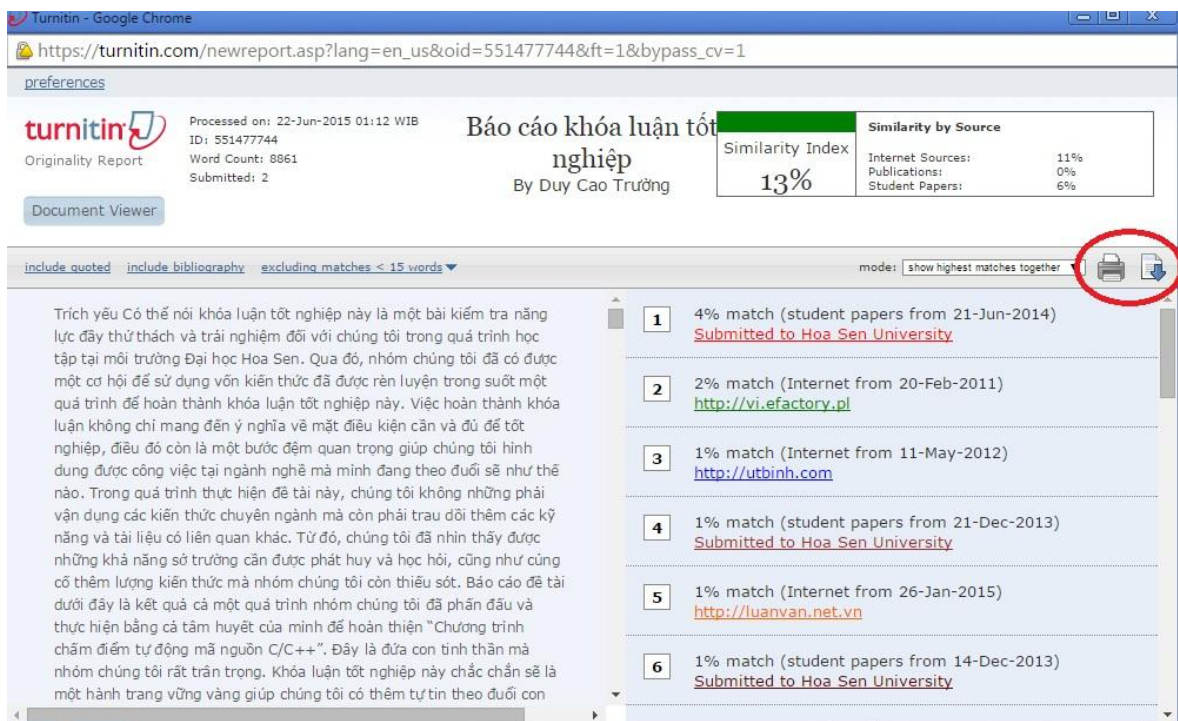 Turnitin - Google Chrome
https://turnitin.com/newreport.asp?lang=en_us&oid=551477744&ft=1&bypass_cv=1
preferences
turnitin
Originality Report
Processed on: 22-Jun-2015 01:12 WIB
ID: 551477744
Word Count: 8861
Submitted: 2
Document Viewer
Báo cáo khóa luận tốt
nghiệp
By Duy Cao Trường
Similarity Index
13%
Similarity by Source
Internet Sources: 11%
Publications: 0%
Student Papers: 6%
include quoted include bibliography excluding matches < 15 words
mode: show highest matches together
Trích yếu Có thể nói khóa luận tốt nghiệp này là một bài kiểm tra năng
lực đầy thử thách và trải nghiệm đối với chúng tôi trong quá trình học
tập tại môi trường Đại học Hoa Sen. Qua đó, nhóm chúng tôi đã có được
một cơ hội để sử dụng vốn kiến thức đã được rèn luyện trong suốt một
quá trình để hoàn thành khóa luận tốt nghiệp này. Việc hoàn thành khóa
luận không chỉ mang đến ý nghĩa về mặt điều kiện cần và đủ để tốt
nghiệp, điều đó còn là một bước đệm quan trọng giúp chúng tôi hình
dung được công việc tại ngành nghề mà mình đang theo đuổi sẽ như thế
nào. Trong quá trình thực hiện đề tài này, chúng tôi không những phải
vận dụng các kiến thức chuyên ngành mà còn phải trau dồi thêm các kỹ
năng và tài liệu có liên quan khác. Từ đó, chúng tôi đã nhìn thấy được
những khả năng sở trường cần được phát huy và học hỏi, cũng như củng
cố thêm lượng kiến thức mà nhóm chúng tôi còn thiếu sót. Báo cáo đề tài
dưới đây là kết quả cả một quá trình nhóm chúng tôi đã phấn đấu và
thực hiện bằng cả tâm huyết của mình để hoàn thiện “Chương trình
chấm điểm tự động mã nguồn C/C++”. Đây là đứa con tinh thần mà
nhóm chúng tôi rất trân trọng. Khóa luận tốt nghiệp này chắc chắn sẽ là
một hành trang vững vàng giúp chúng tôi có thêm tự tin theo đuổi con
1 4% match (student papers from 21-Jun-2014)
Submitted to Hoa Sen University
2 2% match (Internet from 20-Feb-2011)
http://vi.efactory.pl
3 1% match (Internet from 11-May-2012)
http://utbinh.com
4 1% match (student papers from 21-Dec-2013)
Submitted to Hoa Sen University
5 1% match (Internet from 26-Jan-2015)
http://luanvan.net.vn
6 1% match (student papers from 14-Dec-2013)
Submitted to Hoa Sen University